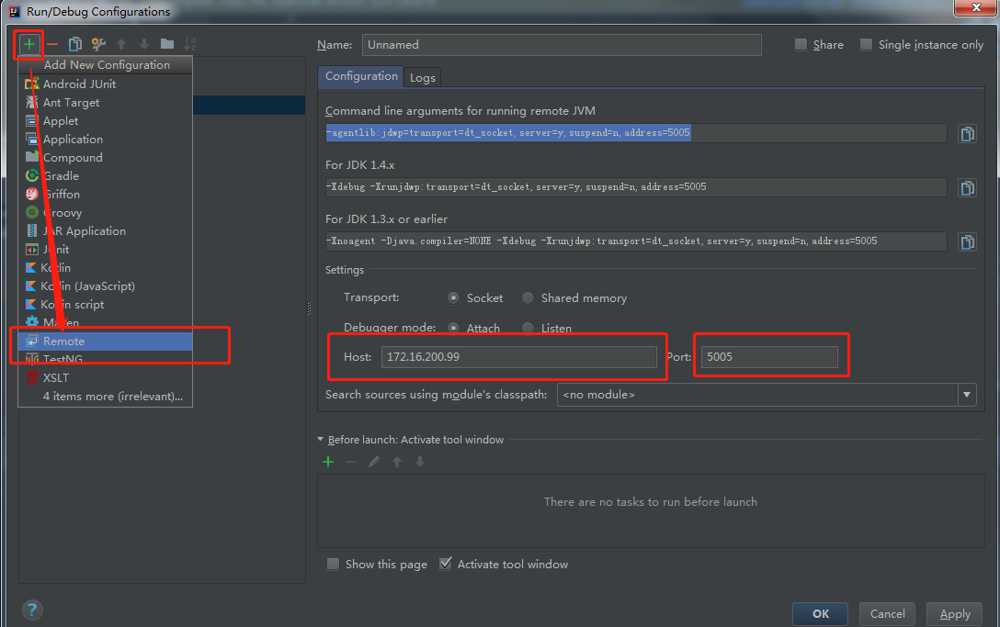 Run/Debug Configurations
Name: Unnamed
Share
Single instance only
Add New Configuration
Android JUnit
Ant Target
Applet
Application
Compound
Gradle
Griffon
Groovy
JAR Application
JUnit
Kotlin
Kotlin (JavaScript)
Kotlin script
Maven
Remote
TestNG
XSLT
4 items more (irrelevant)...
Configuration
Logs
Command line arguments for running remote JVM
-agentlib:jdwp=transport=dt_socket,server=y,suspend=n,address=5005
For JDK 1.4.x
-Xdebug -Xrunjdwp:transport=dt_socket,server=y,suspend=n,address=5005
For JDK 1.3.x or earlier
-Xnoagent -Djava.compiler=NONE -Xdebug -Xrunjdwp:transport=dt_socket,server=y,suspend=n,address=5005
Settings
Transport: Socket Shared memory
Debugger mode: Attach Listen
Host: 172.16.200.99 Port: 5005
Search sources using module's classpath: <no module>
Before launch: Activate tool window
There are no tasks to run before launch
Show this page Activate tool window
?
OK Cancel Apply